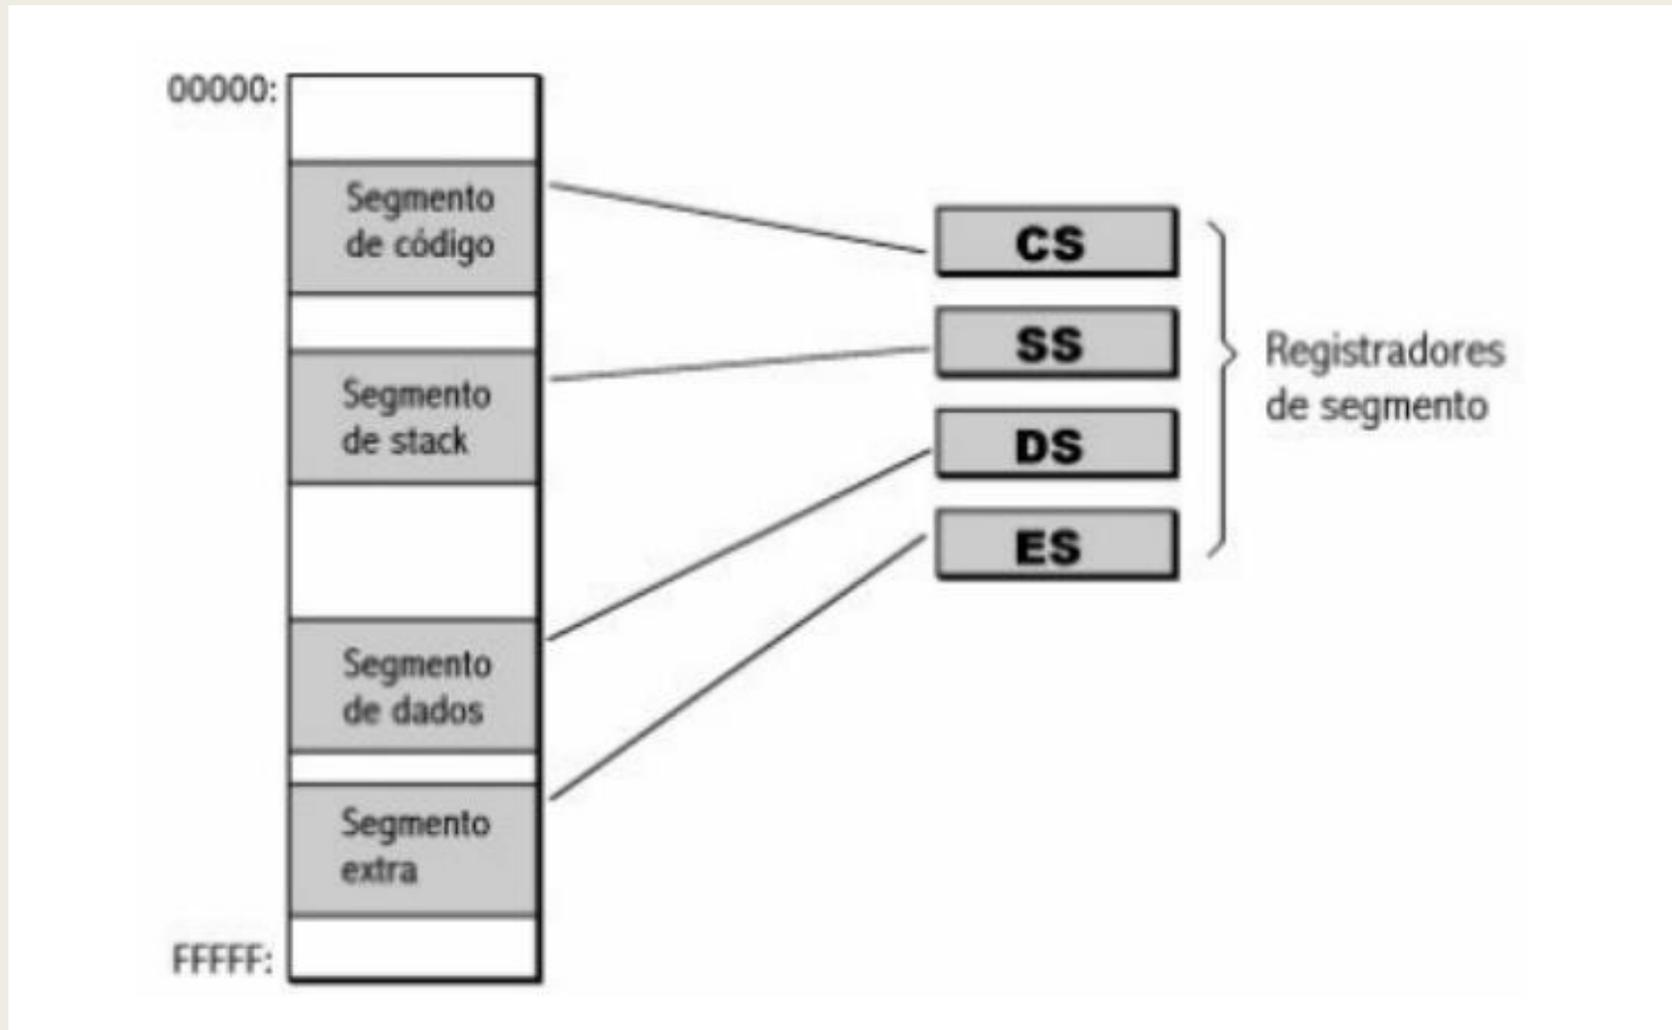 00000:
Segmento
de código
Segmento
de stack
Segmento
de dados
Segmento
extra
FFFFF:
CS
SS
DS
ES
Registradores
de segmento